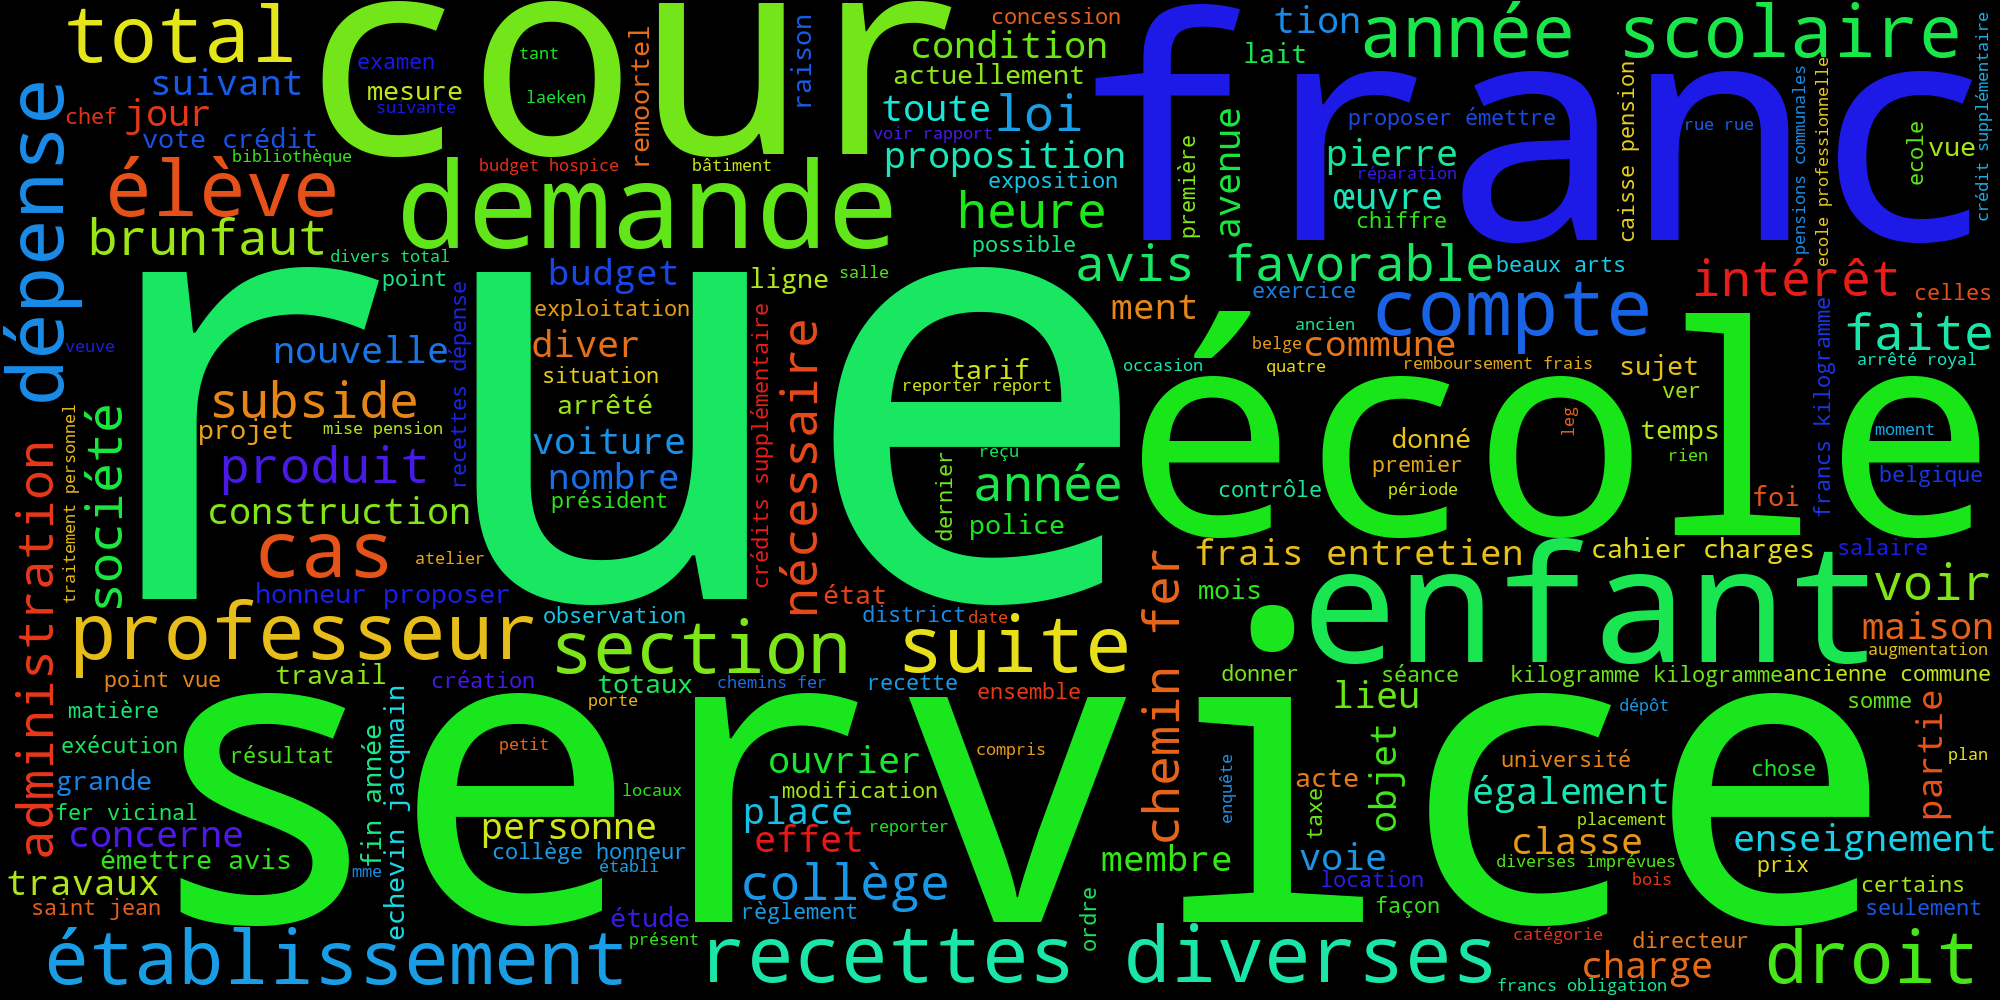 total
cour
franc
année scolaire
concession
tion
condition
lait
actuellement
examen
tant
remoortel
raison
suivant
mesure
suivante
laeken
toute
loi
voir rapport
chef
jour
vote crédit
bibliothèque
budget hospice
bâtiment
proposition
exposition
première
avenue
proposer émettre
rue rue
pierre
réparation
œuvre
chiffre
caisse pension
pensions communales
ecole professionnelle
ecole
vue
crédit supplémentaire
dépense
élève
demande
heure
possible
brunfaut
divers total
point
budget
ligne
salle
avis favorable
beaux arts
intérêt
celles
rue
exploitation
ment
exercice
compte
faite
arrêté royal
veuve
nouvelle
recettes dépense
diver
situation
arrêté
crédits supplémentaire
nécessaire
tarif
reporter report
ancien
belge
commune
occasion
quatre
remboursement frais
sujet
ver
francs kilogramme
école
subside
projet
mise pension
voiture
nombre
président
reçu
année
dernier
police
donné
premier
période
contrôle
leg
temps
rien
foi
moment
belgique
société
traitement personnel
administration
produit
construction
cas
atelier
honneur proposer
état
observation
district
date
chemin fer
frais entretien
cahier charges
salaire
mois
enfant
voir
maison
augmentation
professeur
section
suite
point vue
travail
création
totaux
chemins fer
recette
ensemble
porte
donner
séance
kilogramme kilogramme
ancienne commune
service
matière
exécution
résultat
grande
fer vicinal
concerne
émettre avis
travaux
saint jean
fin année
mme
echevin jacqmain
petit
locaux
personne
collège honneur
établi
ouvrier
modification
place
effet
reporter
compris
collège
règlement
étude
présent
ordre
membre
enquête
acte
taxe
lieu
objet
voie
location
façon
dépôt
université
également
placement
classe
diverses imprévues
bois
chose
somme
partie
plan
enseignement
prix
certains
seulement
établissement
recettes diverses
catégorie
directeur
charge
francs obligation
droit